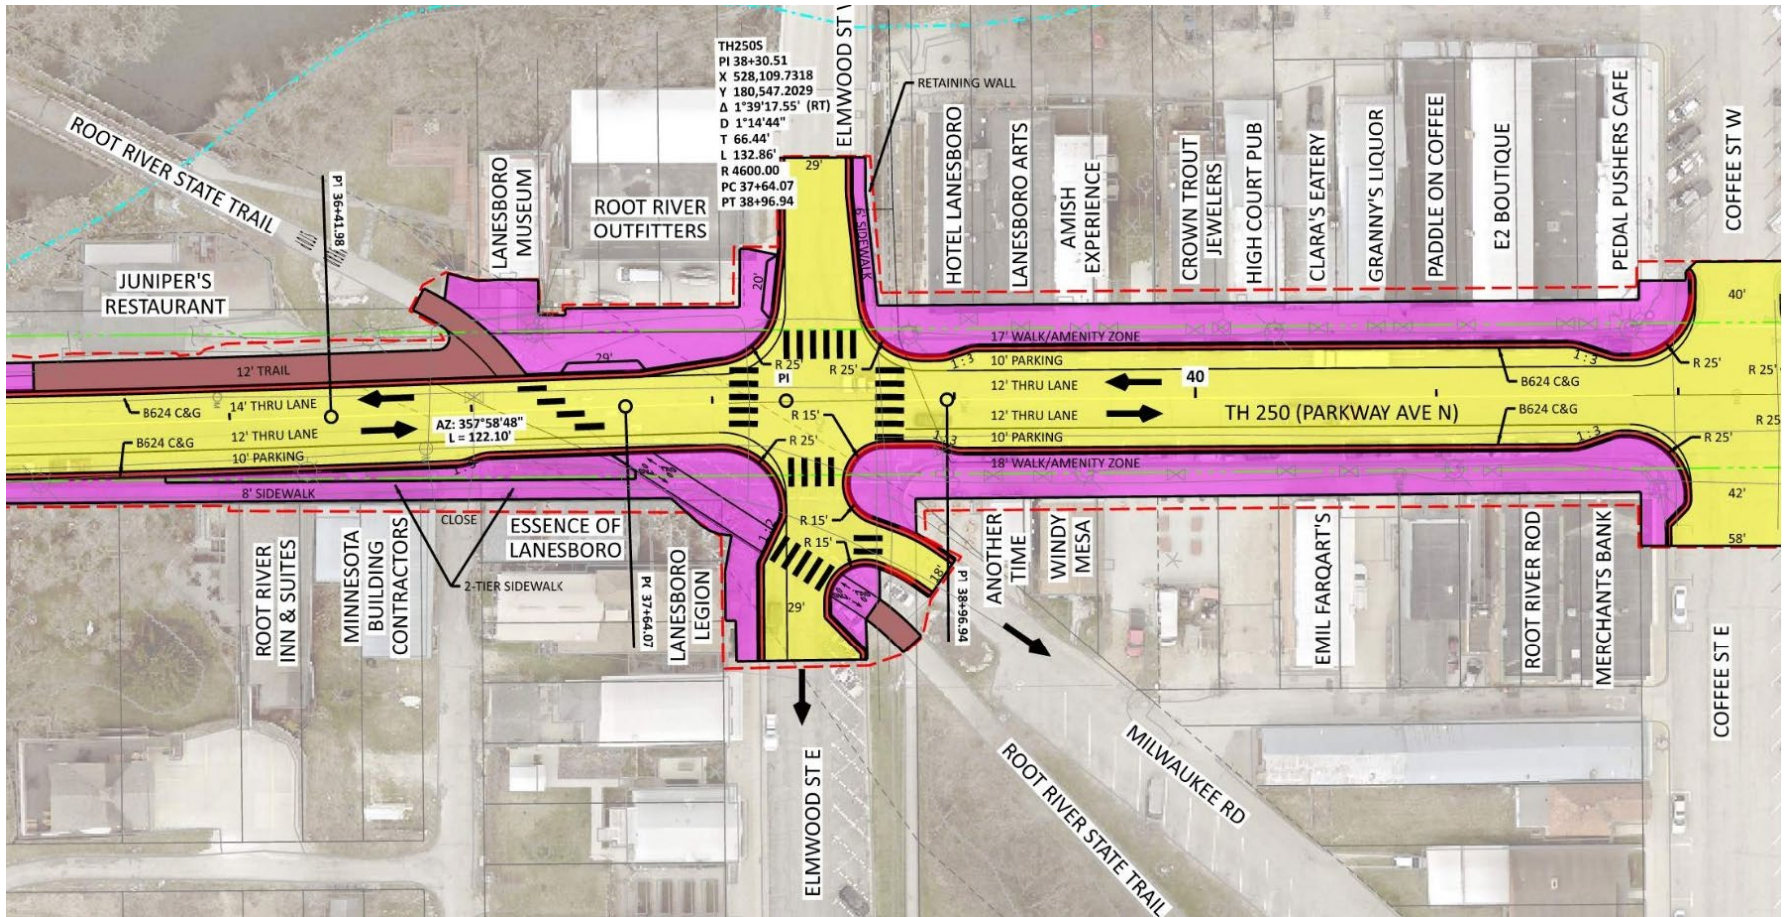 TH250S
PI 38+30.51
X 528,109.7318
Y 180,547.2029
Δ 1°39'17.55" (RT)
D 1°14'44"
T 66.44'
L 132.86'
R 4600.00
PC 37+64.07
PT 38+96.94
ELMWOOD ST
RETAINING WALL
ROOT RIVER STATE TRAIL
PT 36+41.98
JUNIPER'S
RESTAURANT
LANESBORO
MUSEUM
ROOT RIVER
OUTFITTERS
29'
6' SIDEWALK
20'
HOTEL LANESBORO
LANESBORO ARTS
AMISH
EXPERIENCE
CROWN TROUT
JEWELERS
HIGH COURT PUB
CLARA'S EATERY
GRANNY'S LIQUOR
PADDLE ON COFFEE
E2 BOUTIQUE
PEDAL PUSHERS CAFE
COFFEE ST W
40'
17' WALK/AMENITY ZONE
12' TRAIL
29'
R 25'
PI
R 25'
1:3
10' PARKING
1:3
R 25'
R 25'
B624 C&G
14' THRU LANE
12' THRU LANE
40
B624 C&G
AZ: 357°58'48"
L = 122.10'
12' THRU LANE
TH 250 (PARKWAY AVE N)
B624 C&G
R 15'
R 25'
12' THRU LANE
B624 C&G
10' PARKING
1:3
R 25'
1:3
10' PARKING
1:3
R 25'
18' WALK/AMENITY ZONE
8' SIDEWALK
CLOSE
42'
R 15'
1:12
R 15'
58'
18'
29'
ROOT RIVER
INN & SUITES
MINNESOTA
BUILDING
CONTRACTORS
ESSENCE OF
LANESBORO
2-TIER SIDEWALK
PC 37+64.07
LANESBORO
LEGION
PT 38+96.94
ANOTHER
TIME
WINDY
MESA
EMIL FARQART'S
ROOT RIVER ROD
MERCHANTS BANK
COFFEE ST E
ELMWOOD ST E
ROOT RIVER STATE TRAIL
MILWAUKEE RD